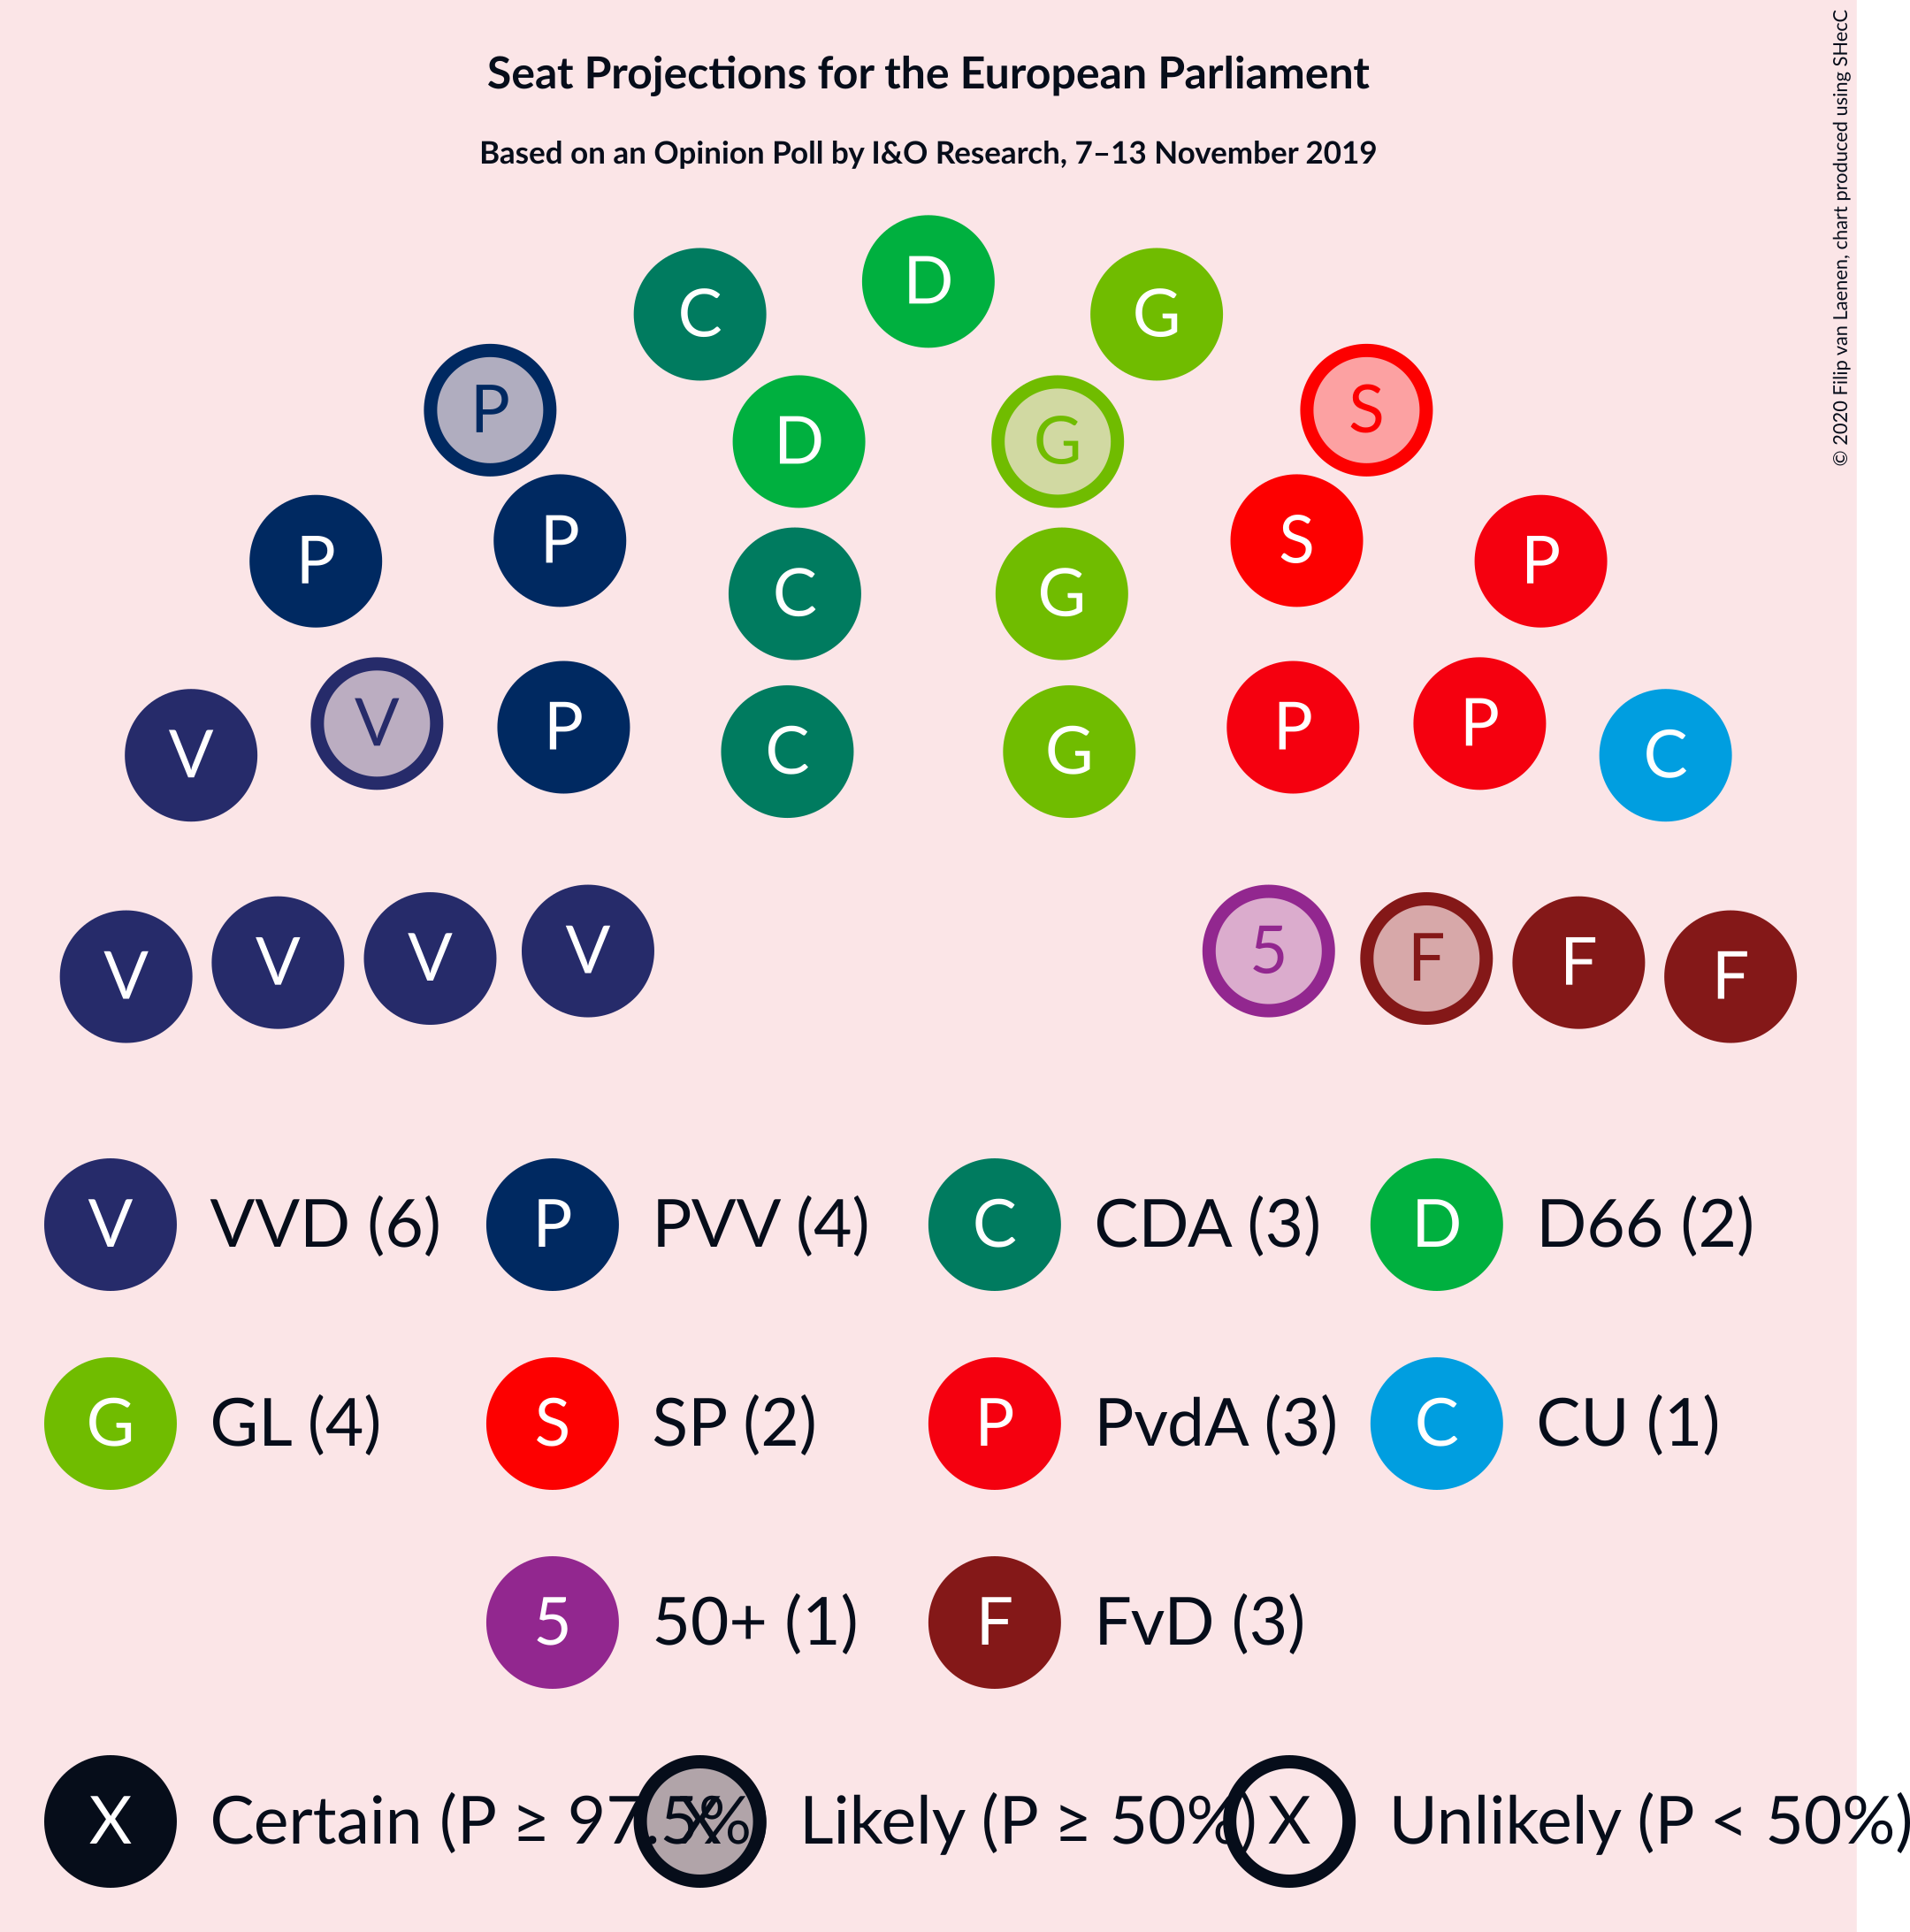 Seat Projections for the European Parliament
Based on an Opinion Poll by I&O Research, 7–13 November 2019
© 2020 Filip van Laenen, chart produced using SHecC
D
C G
P S
D G
P P S P
C G
V V P P P C
C G
V V V V 5 F F F
V VVD (6) P PVV (4) C CDA (3) D D66 (2)
G GL (4) S SP (2) P PvdA (3) C CU (1)
5 50+ (1) F FvD (3)
X Certain (P ≥ 97.5% X Likely (P ≥ 50%) X Unlikely (P < 50%)